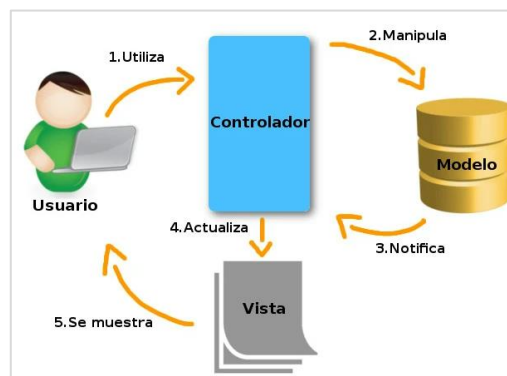 1.Utiliza
2.Manipula
Controlador
Modelo
Usuario
4.Actualiza
3.Notifica
Vista
5.Se muestra